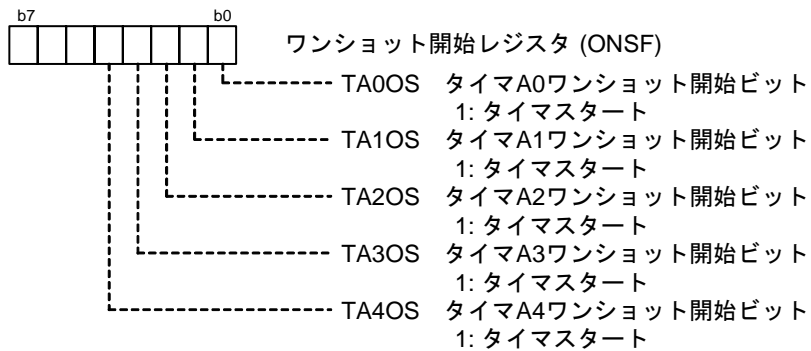 b7 b0
ワンショット開始レジスタ (ONSF)
TA0OS タイマA0ワンショット開始ビット
1: タイマスタート
TA1OS タイマA1ワンショット開始ビット
1: タイマスタート
TA2OS タイマA2ワンショット開始ビット
1: タイマスタート
TA3OS タイマA3ワンショット開始ビット
1: タイマスタート
TA4OS タイマA4ワンショット開始ビット
1: タイマスタート